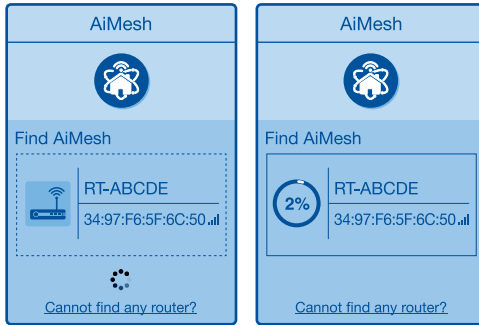 AiMesh
Find AiMesh
RT-ABCDE
34:97:F6:5F:6C:50
Cannot find any router?
AiMesh
Find AiMesh
2%
RT-ABCDE
34:97:F6:5F:6C:50
Cannot find any router?